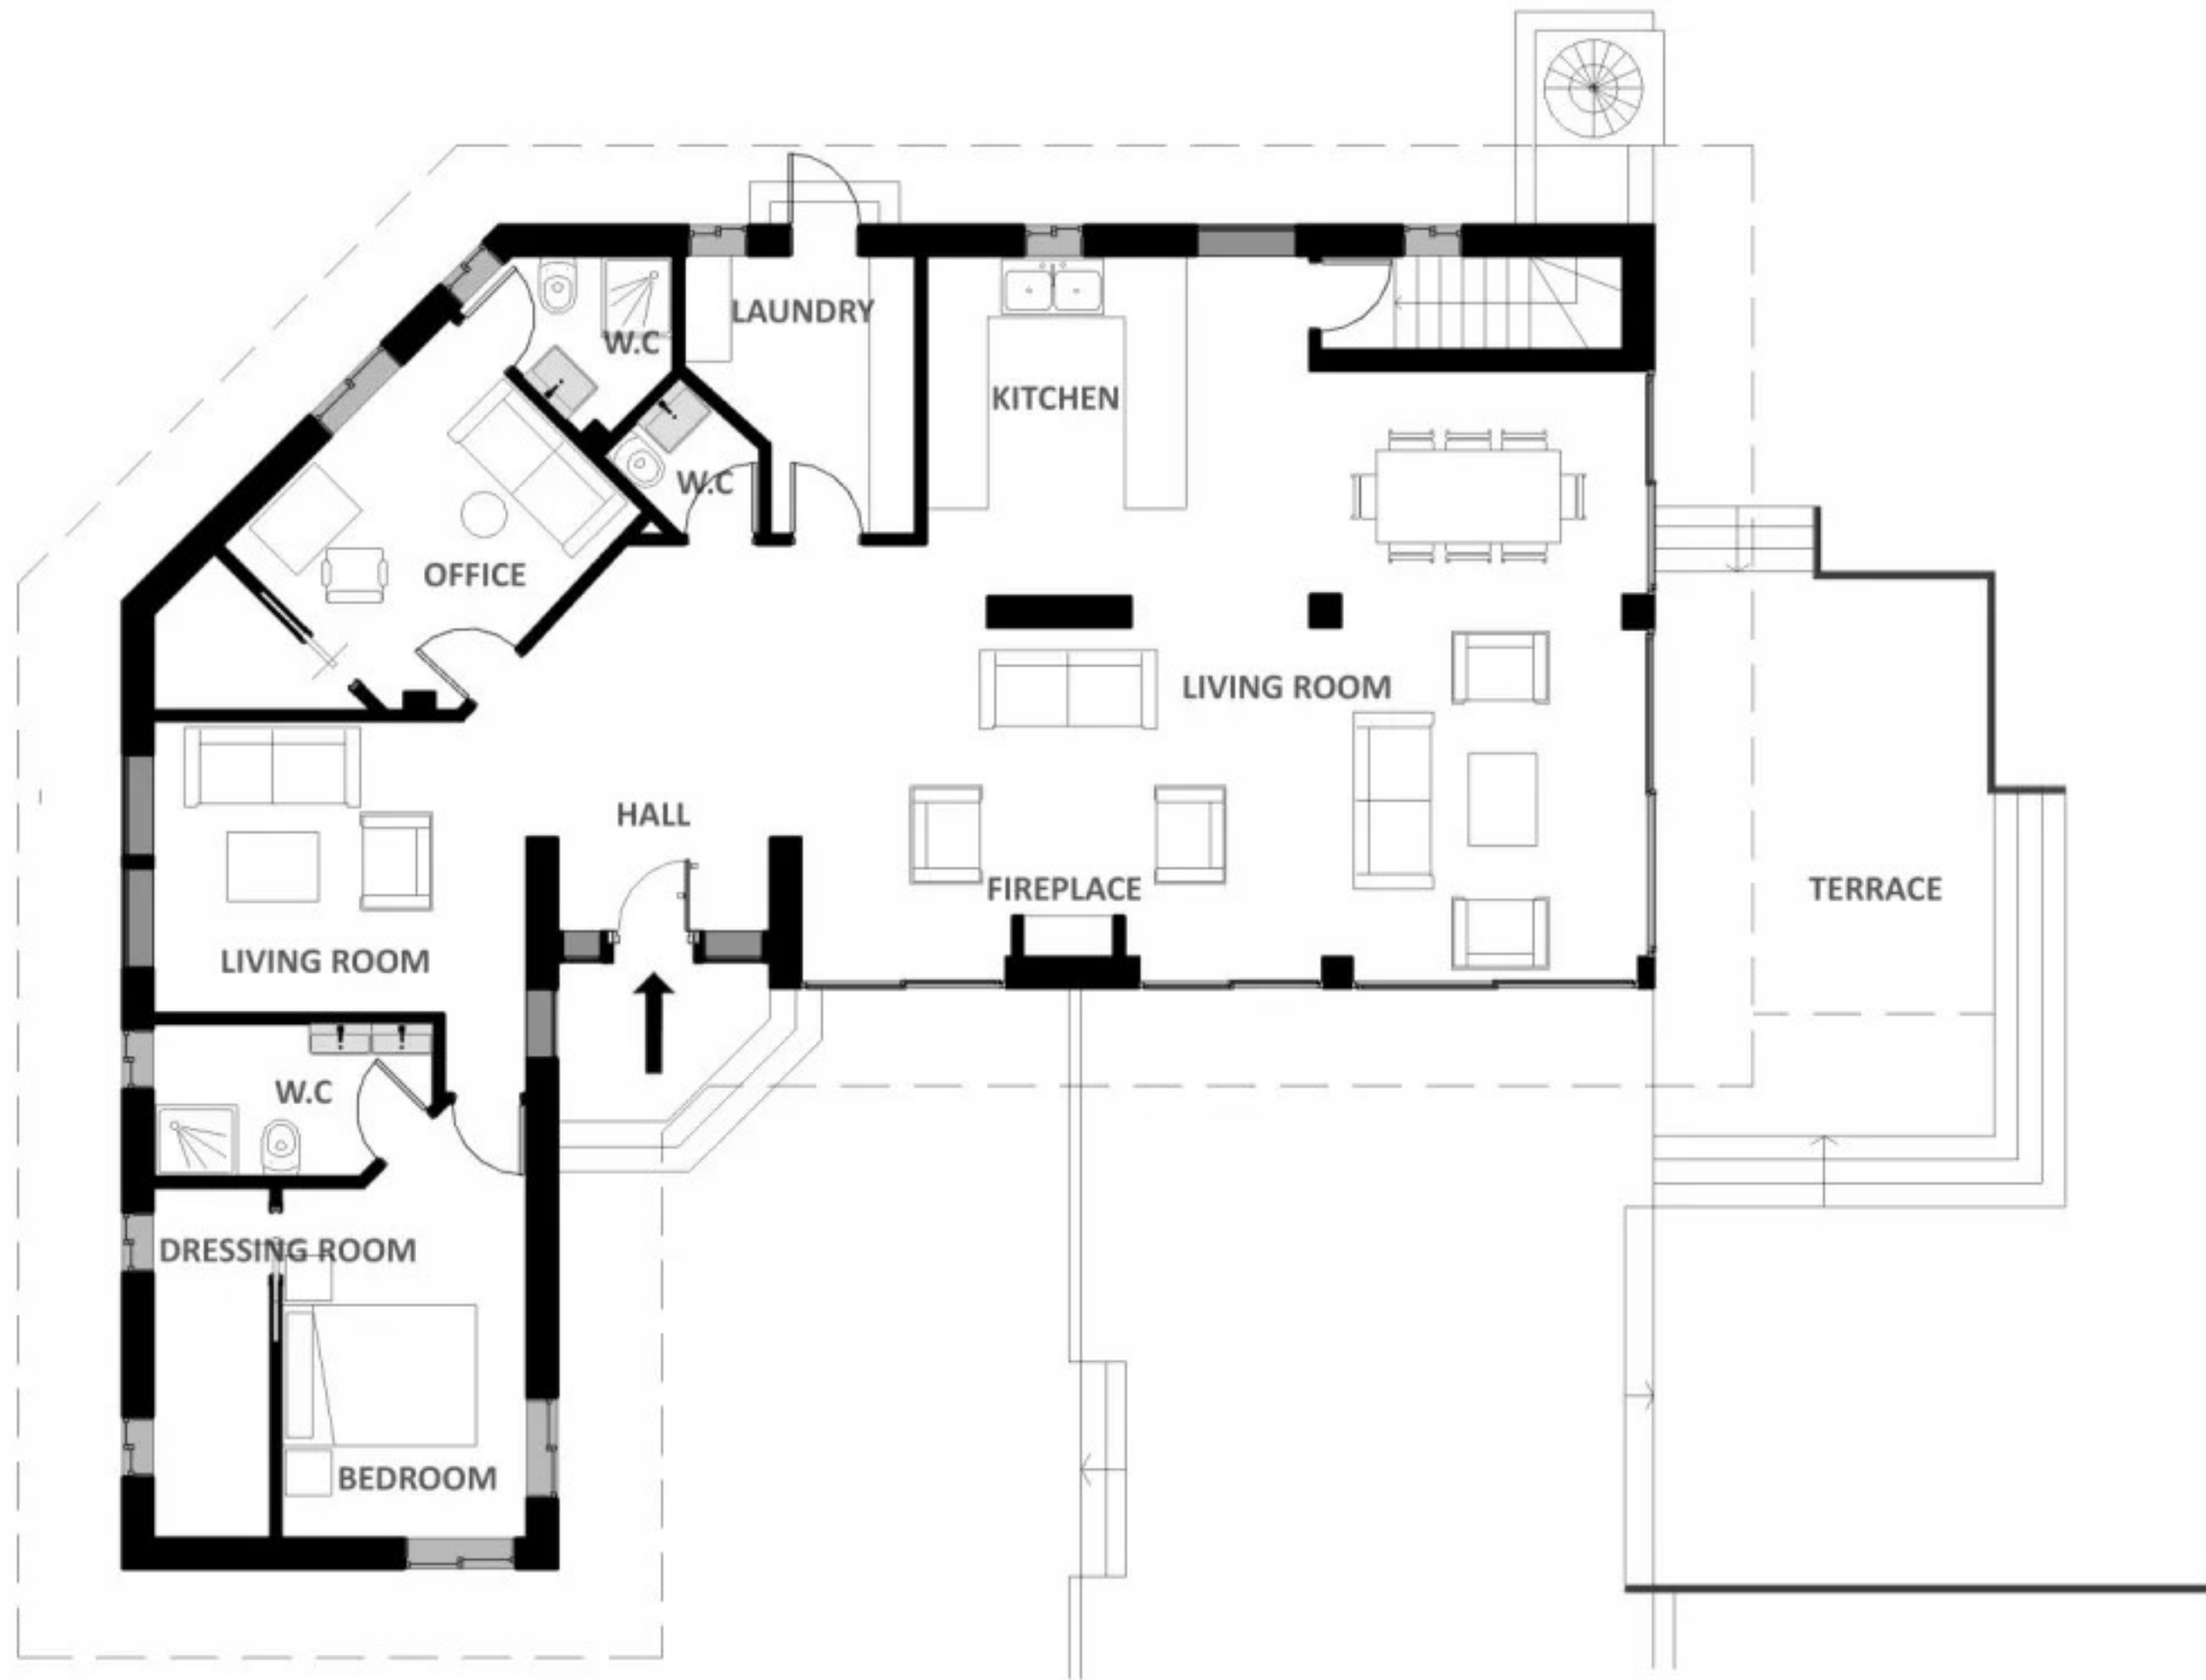 LAUNDRY
W.C
KITCHEN
W.C
OFFICE
LIVING ROOM
HALL
FIREPLACE
TERRACE
LIVING ROOM
W.C
DRESSING ROOM
BEDROOM